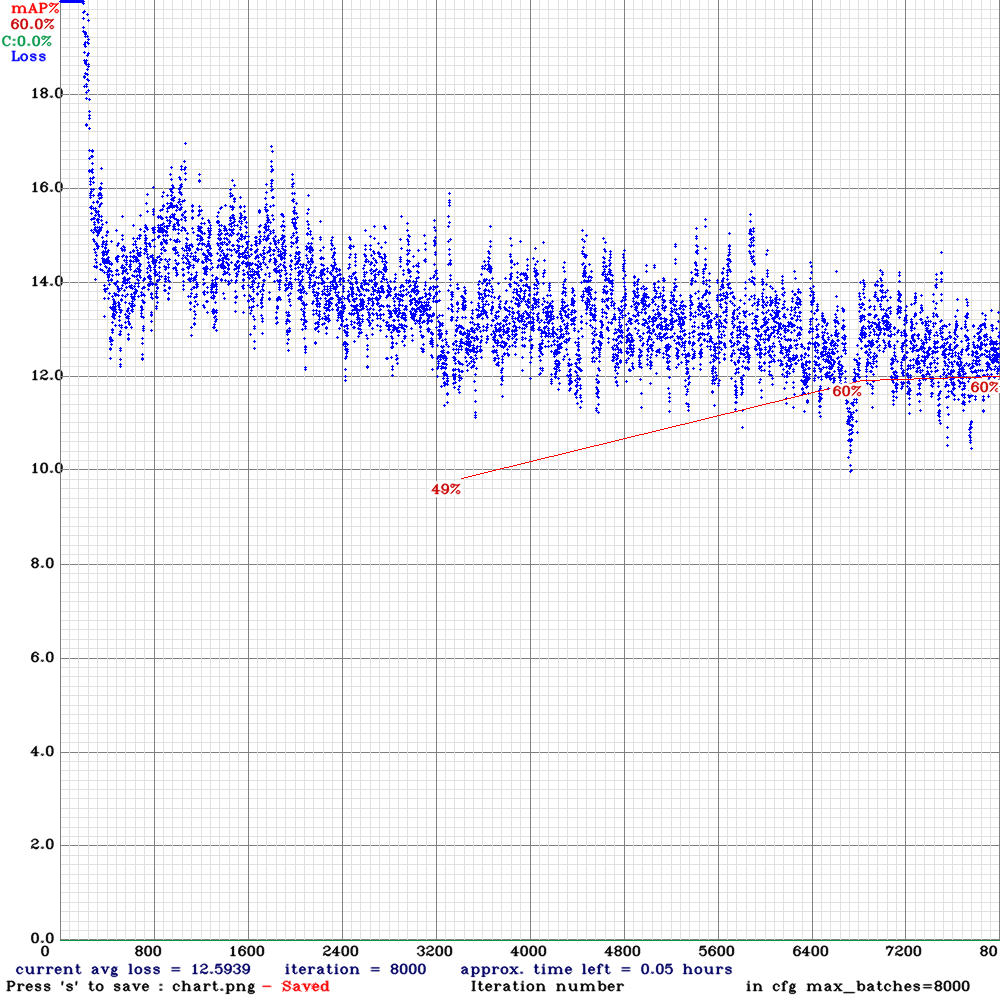 mAP%
60.0%
C:0.0%
Loss
18.0
16.0
14.0
12.0
60%
60%
10.0
49%
8.0
6.0
4.0
2.0
0.0
0 800 1600 2400 3200 4000 4800 5600 6400 7200 80
current avg loss = 12.5939 iteration = 8000 approx. time left = 0.05 hours
Press 's' to save : chart.png - Saved Iteration number in cfg max_batches=8000